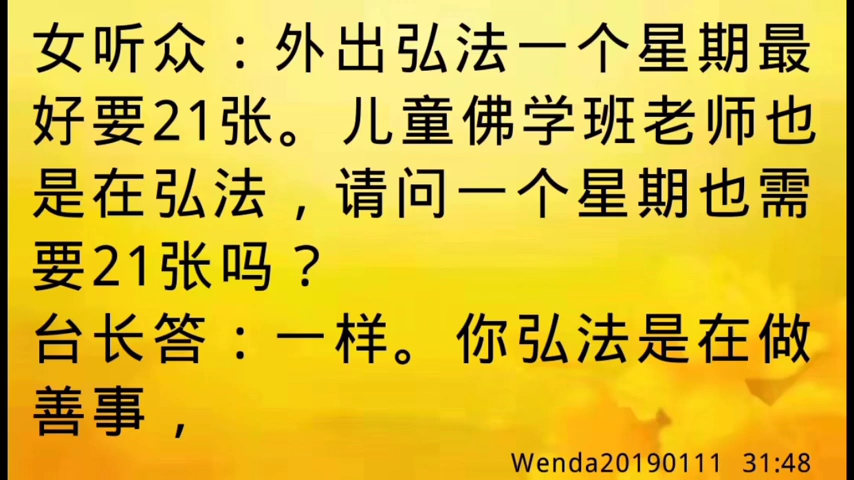 女听众：外出弘法一个星期最
好要21张。儿童佛学班老师也
是在弘法，请问一个星期也需
要21张吗？
台长答：一样。你弘法是在做
善事，
Wenda20190111 31:48